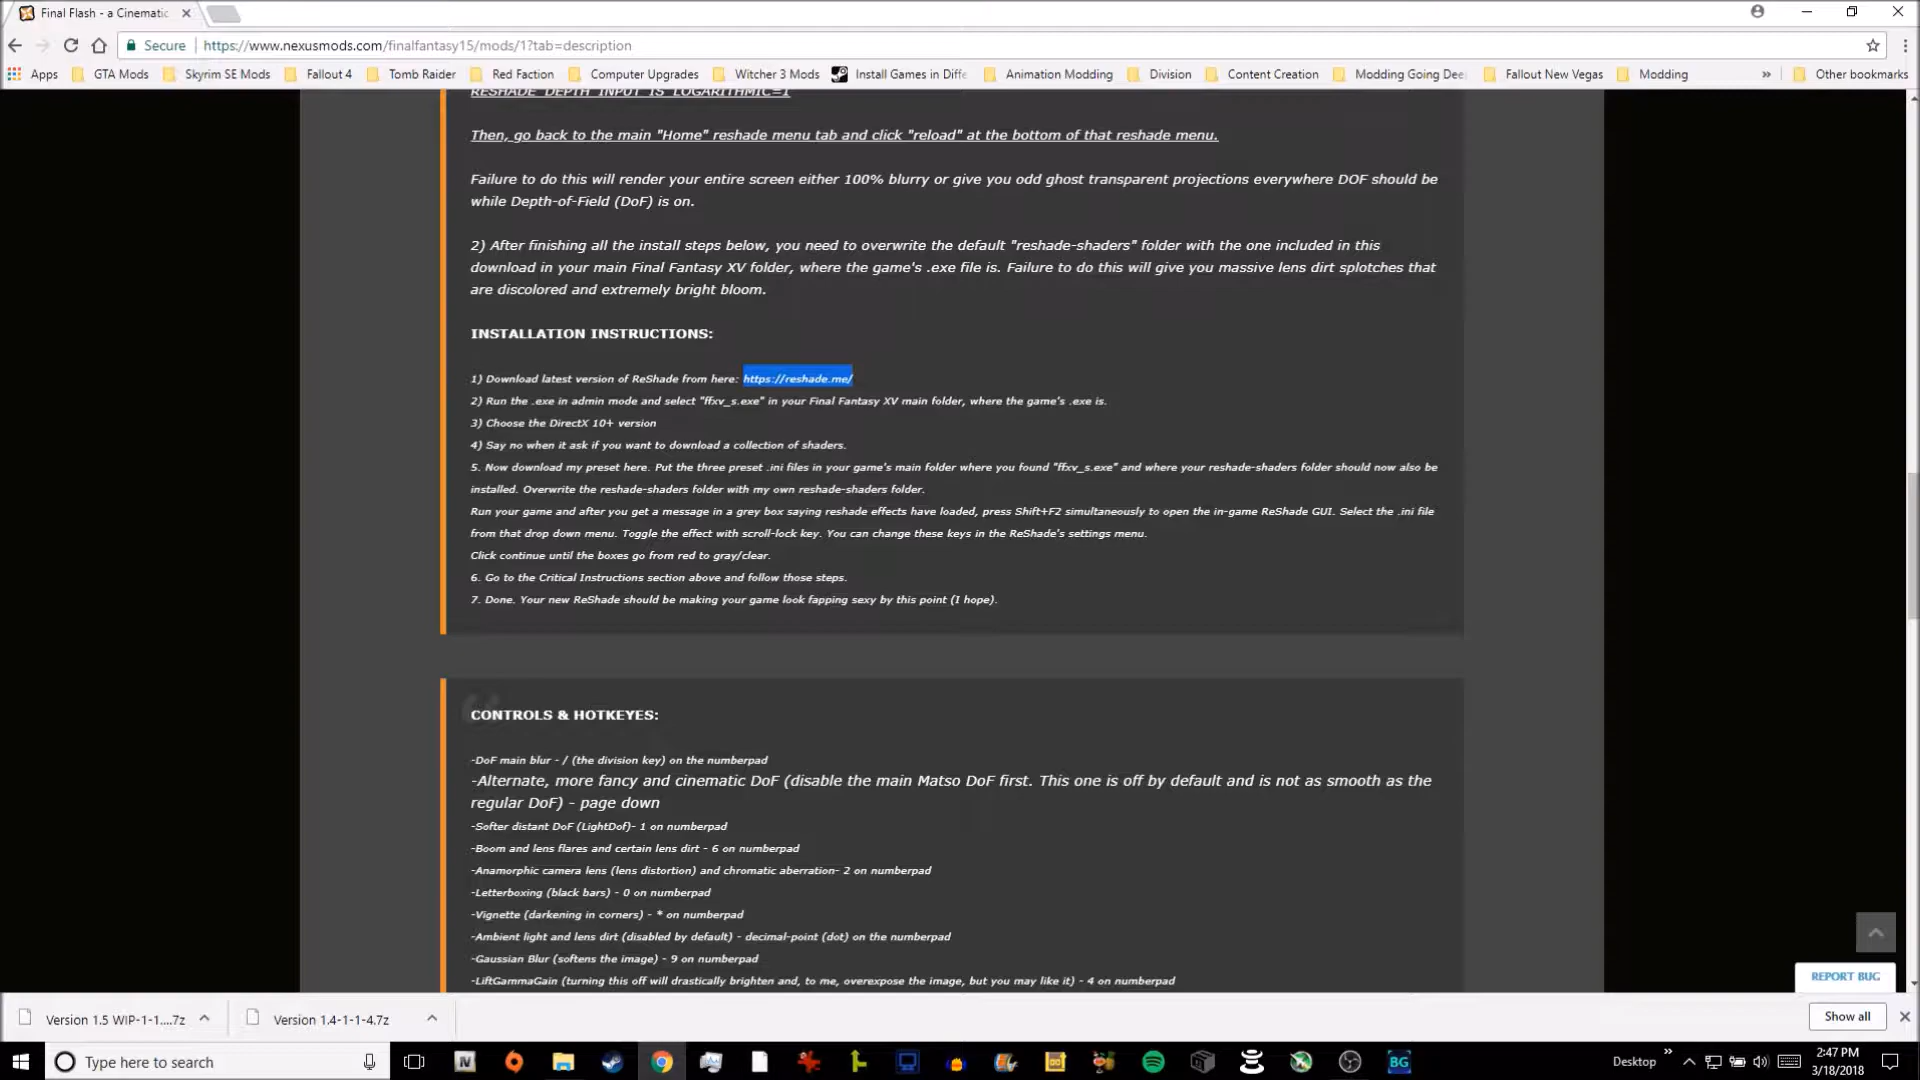 Final Flash - a Cinematic
Secure https://www.nexusmods.com/finalfantasy15/mods/1?tab=description
Apps GTA Mods Skyrim SE Mods Fallout 4 Tomb Raider Red Faction Computer Upgrades Witcher 3 Mods Install Games in Diffe Animation Modding Division Content Creation Modding Going Dee Fallout New Vegas Modding » Other bookmarks
RESHADE_DEPTH_INPUT_IS_LOGARITHMIC=1
Then, go back to the main "Home" reshade menu tab and click "reload" at the bottom of that reshade menu.
Failure to do this will render your entire screen either 100% blurry or give you odd ghost transparent projections everywhere DOF should be
while Depth-of-Field (DoF) is on.
2) After finishing all the install steps below, you need to overwrite the default "reshade-shaders" folder with the one included in this
download in your main Final Fantasy XV folder, where the game's .exe file is. Failure to do this will give you massive lens dirt splotches that
are discolored and extremely bright bloom.
INSTALLATION INSTRUCTIONS:
1) Download latest version of ReShade from here: https://reshade.me/
2) Run the .exe in admin mode and select "ffxv_s.exe" in your Final Fantasy XV main folder, where the game's .exe is.
3) Choose the DirectX 10+ version
4) Say no when it ask if you want to download a collection of shaders.
5. Now download my preset here. Put the three preset .ini files in your game's main folder where you found "ffxv_s.exe" and where your reshade-shaders folder should now also be
installed. Overwrite the reshade-shaders folder with my own reshade-shaders folder.
Run your game and after you get a message in a grey box saying reshade effects have loaded, press Shift+F2 simultaneously to open the in-game ReShade GUI. Select the .ini file
from that drop down menu. Toggle the effect with scroll-lock key. You can change these keys in the ReShade's settings menu.
Click continue until the boxes go from red to gray/clear.
6. Go to the Critical Instructions section above and follow those steps.
7. Done. Your new ReShade should be making your game look fapping sexy by this point (I hope).
CONTROLS & HOTKEYES:
-DoF main blur - / (the division key) on the numberpad
-Alternate, more fancy and cinematic DoF (disable the main Matso DoF first. This one is off by default and is not as smooth as the
regular DoF) - page down
-Softer distant DoF (LightDof)- 1 on numberpad
-Boom and lens flares and certain lens dirt - 6 on numberpad
-Anamorphic camera lens (lens distortion) and chromatic aberration- 2 on numberpad
-Letterboxing (black bars) - 0 on numberpad
-Vignette (darkening in corners) - * on numberpad
-Ambient light and lens dirt (disabled by default) - decimal-point (dot) on the numberpad
-Gaussian Blur (softens the image) - 9 on numberpad
REPORT BUG
-LiftGammaGain (turning this off will drastically brighten and, to me, overexpose the image, but you may like it) - 4 on numberpad
Version 1.5 WIP-1-1....7z Version 1.4-1-1-4.7z Show all
Type here to search IV BG Desktop » 2:47 PM
3/18/2018